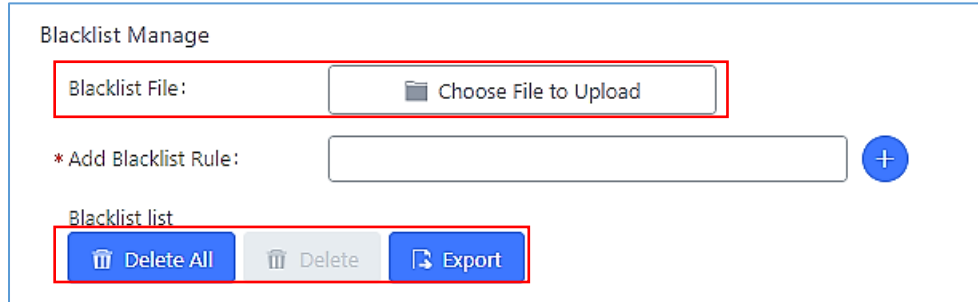 Blacklist Manage
Blacklist File: Choose File to Upload
* Add Blacklist Rule:
Blacklist list
Delete All Delete Export